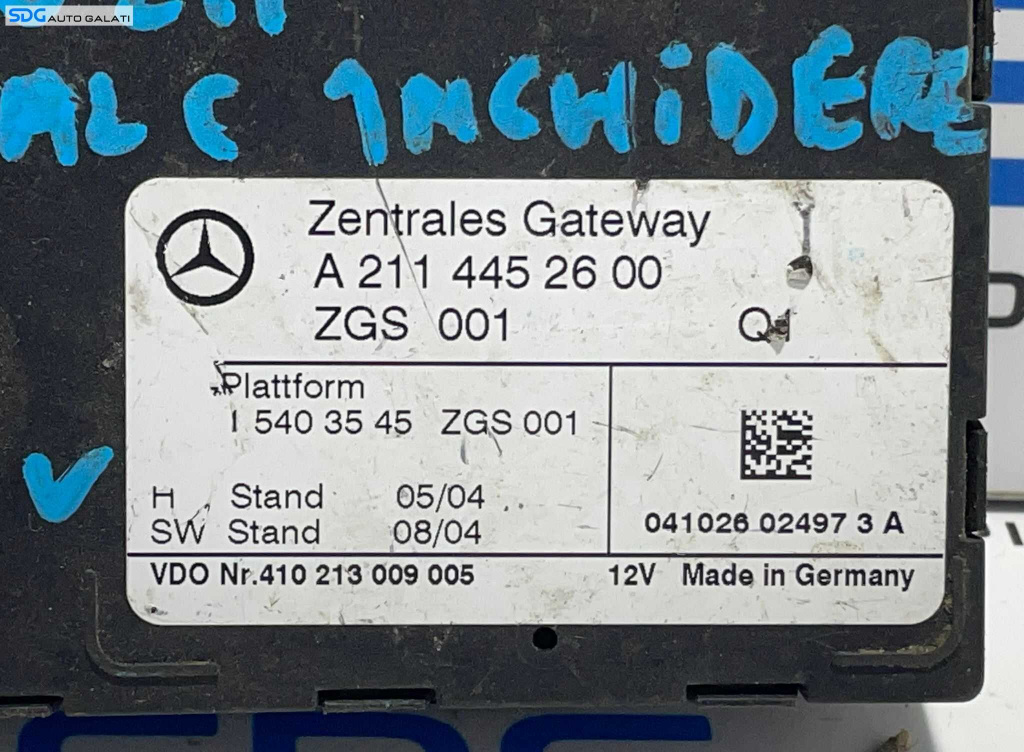 SDG AUTO GALATI
CALC INCHIDERE
Zentrales Gateway
A 211 445 26 00
ZGS 001 Q1
Plattform
1 540 35 45 ZGS 001
H Stand 05/04
SW Stand 08/04
041026 02497 3 A
VDO Nr.410 213 009 005 12V Made in Germany